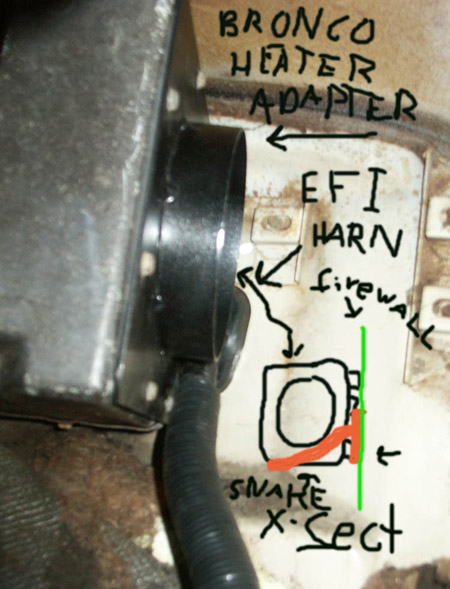 BRONCO
HEATER
ADAPTER
EFI
HARN
firewALL
SNAKE
X-Sect